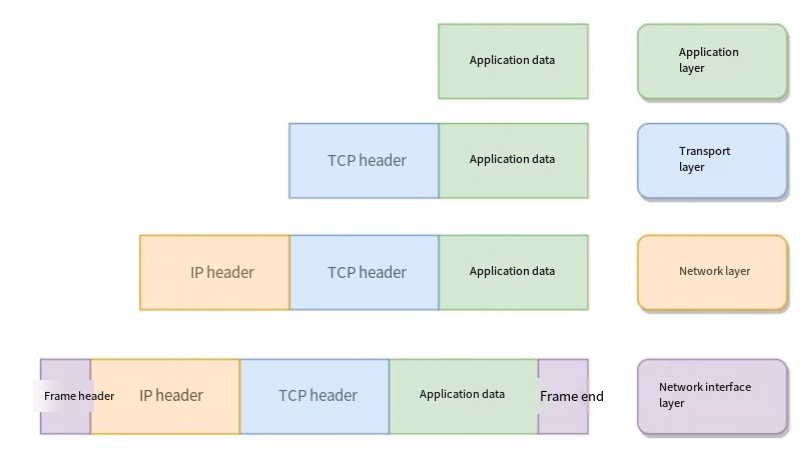 Application data
Application
layer
TCP header
Application data
Transport
layer
IP header
TCP header
Application data
Network layer
Frame header
IP header
TCP header
Application data
Frame end
Network interface
layer